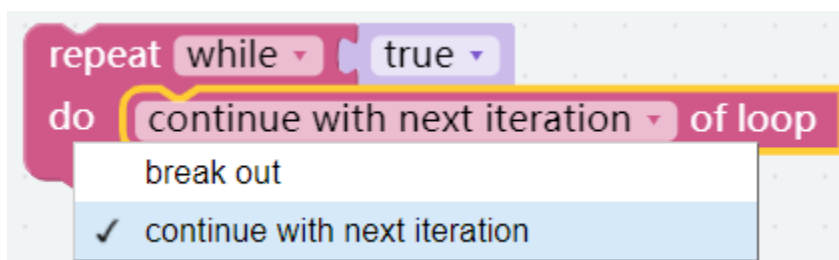 repeat while true
do continue with next iteration of loop
break out
✓ continue with next iteration